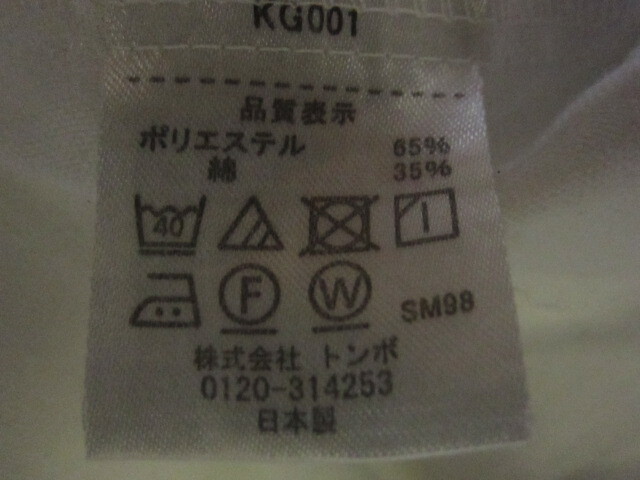 KG001
品質表示
ポリエステル 65%
綿 35%
40
F W SM98
株式会社 トンボ
0120-314253
日本製